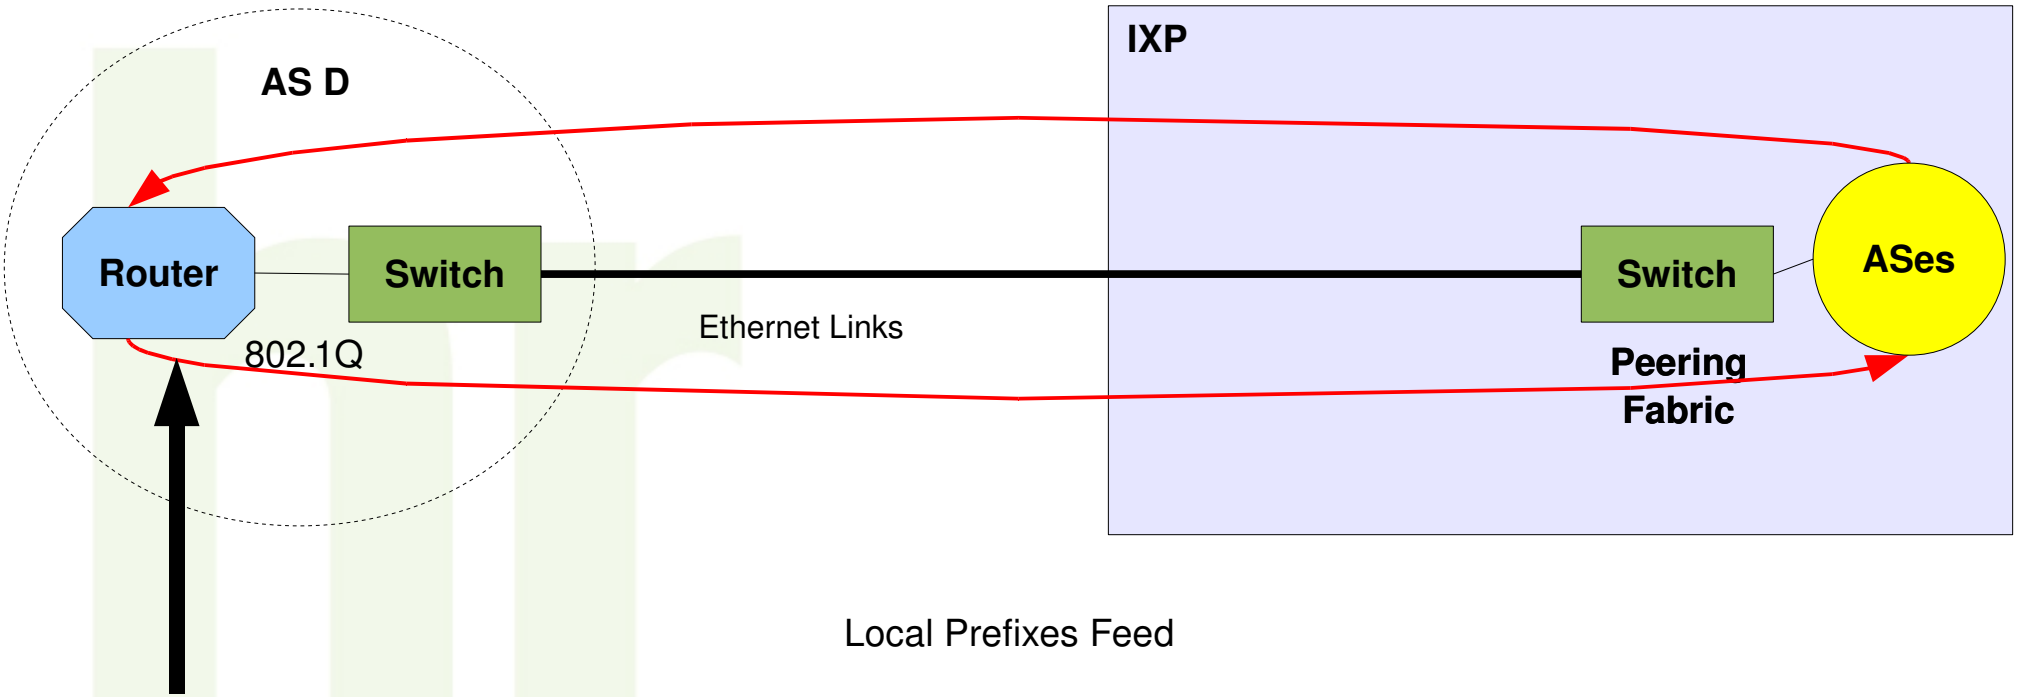 IXP
AS D
Router
Switch
Switch
ASes
Ethernet Links
802.1Q
Peering
Fabric
Local Prefixes Feed